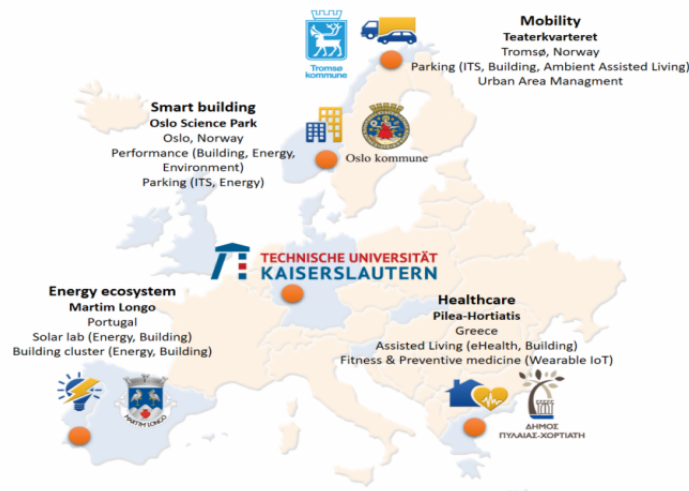 Mobility
Teaterkvarteret
Tromsø, Norway
Parking (ITS, Building, Ambient Assisted Living)
Urban Area Managment
Tromsø
kommune
Smart building
Oslo Science Park
Oslo, Norway
Performance (Building, Energy,
Environment)
Parking (ITS, Energy)
Oslo kommune
TECHNISCHE UNIVERSITÄT
KAISERSLAUTERN
Energy ecosystem
Martim Longo
Portugal
Solar lab (Energy, Building)
Building cluster (Energy, Building)
MARTIM LONGO
Healthcare
Pilea-Hortiatis
Greece
Assisted Living (eHealth, Building)
Fitness & Preventive medicine (Wearable IoT)
ΔΗΜΟΣ
ΠΥΛΑΙΑΣ-ΧΟΡΤΙΑΤΗ